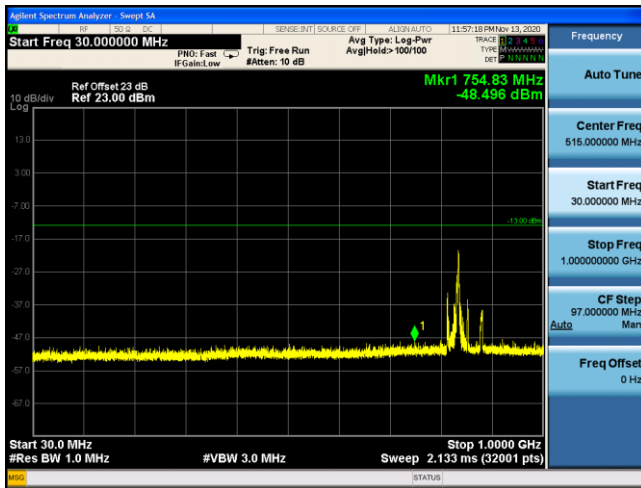 Agilent Spectrum Analyzer - Swept SA
RF 50 Ω DC SENSE:INT SOURCE OFF ALIGN AUTO 11:57:18 PM Nov 13, 2020
Start Freq 30.000000 MHz
PNO: Fast
IFGain:Low
Trig: Free Run
#Atten: 10 dB
Avg Type: Log-Pwr
Avg|Hold:>100/100
TRACE 1 2 3 4 5 6
TYPE M
DET P N N N N N
Ref Offset 23 dB
Ref 23.00 dBm
10 dB/div
Log
Mkr1 754.83 MHz
-48.496 dBm
13.0
3.00
-7.00
-13.00 dBm
-17.0
-27.0
-37.0
1
-47.0
-57.0
-67.0
Start 30.0 MHz
#Res BW 1.0 MHz
#VBW 3.0 MHz
Stop 1.0000 GHz
Sweep 2.133 ms (32001 pts)
MSG
STATUS
Frequency
Auto Tune
Center Freq
515.000000 MHz
Start Freq
30.000000 MHz
Stop Freq
1.000000000 GHz
CF Step
97.000000 MHz
Auto Man
Freq Offset
0 Hz